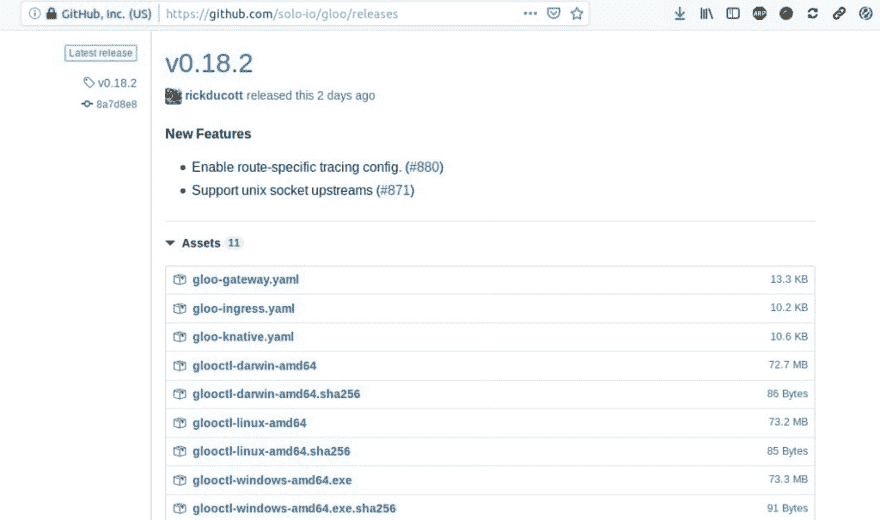 GitHub, Inc. (US) https://github.com/solo-io/gloo/releases
ABP
Latest release
v0.18.2
8a7d8e8
v0.18.2
rickducott released this 2 days ago
New Features
Enable route-specific tracing config. (#880)
Support unix socket upstreams (#871)
Assets 11
gloo-gateway.yaml 13.3 KB
gloo-ingress.yaml 10.2 KB
gloo-knative.yaml 10.6 KB
glooctl-darwin-amd64 72.7 MB
glooctl-darwin-amd64.sha256 86 Bytes
glooctl-linux-amd64 73.2 MB
glooctl-linux-amd64.sha256 85 Bytes
glooctl-windows-amd64.exe 73.3 MB
glooctl-windows-amd64.exe.sha256 91 Bytes